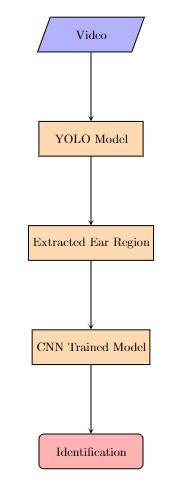 Video
YOLO Model
Extracted Ear Region
CNN Trained Model
Identification